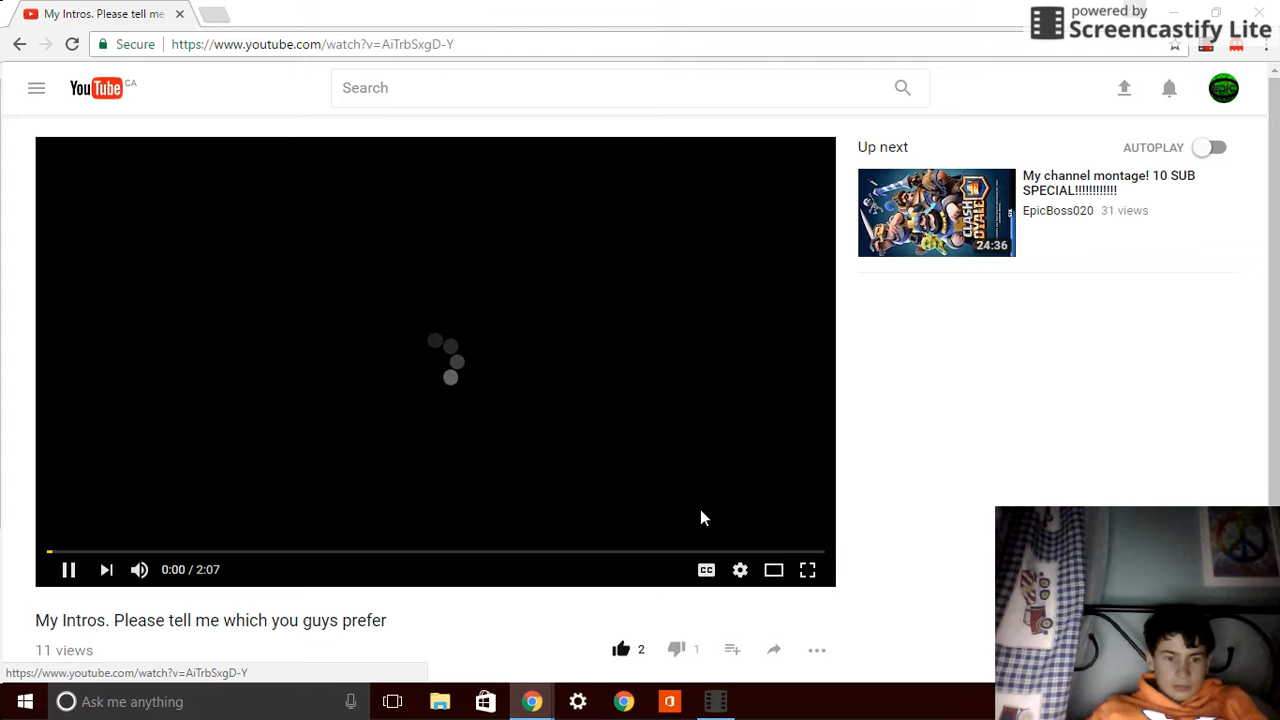 My Intros. Please tell me
powered by
Screencastify Lite
Secure https://www.youtube.com/watch?v=AiTrbSxgD-Y
YouTube CA
Search
Up next
AUTOPLAY
My channel montage! 10 SUB
SPECIAL!!!!!!!!!!!!
EpicBoss020 31 views
CLASH
ROYALE
24:36
0:00 / 2:07
CC
My Intros. Please tell me which you guys prefer
11 views
2
1
https://www.youtube.com/watch?v=AiTrbSxgD-Y
Ask me anything